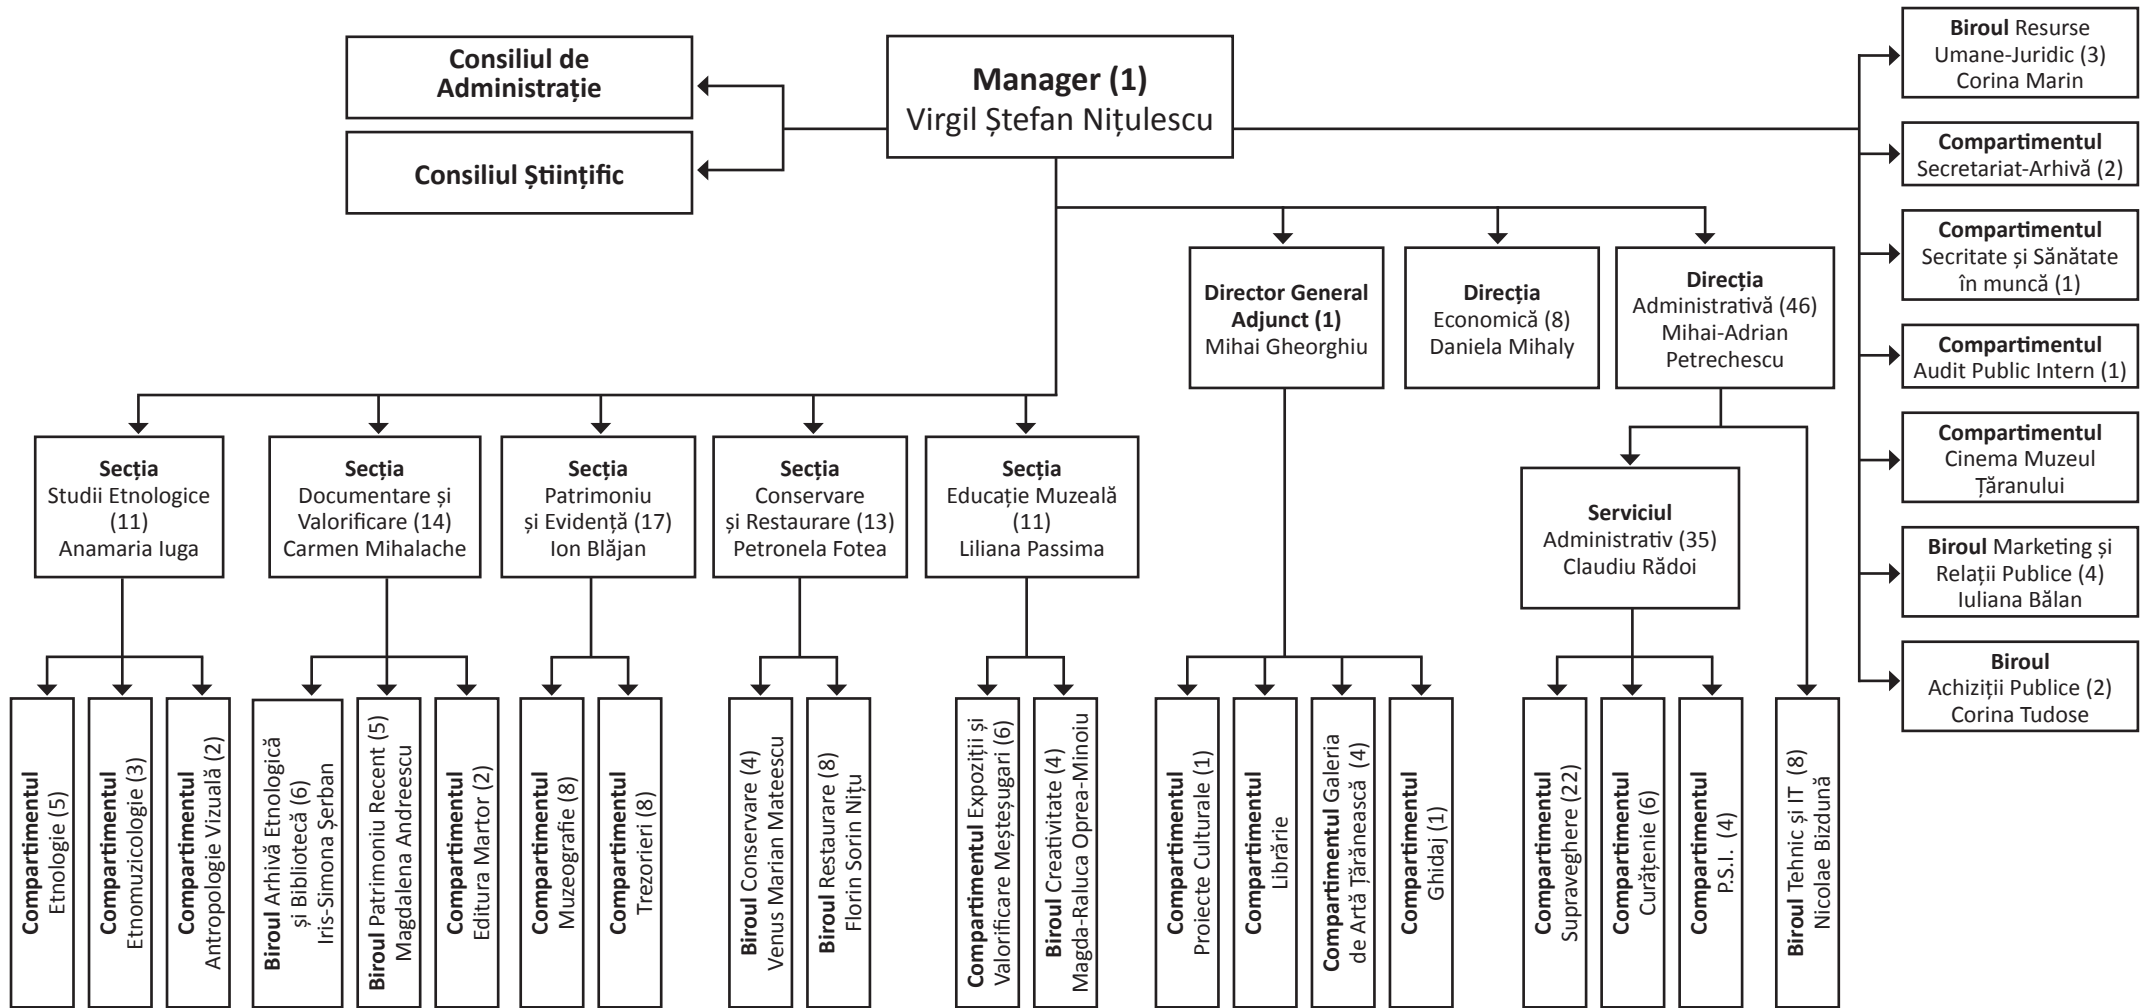 Consiliul de
Administrație
Consiliul Științific
Manager (1)
Virgil Ștefan Nițulescu
Biroul Resurse
Umane-Juridic (3)
Corina Marin
Compartimentul
Secretariat-Arhivă (2)
Compartimentul
Secritate și Sănătate
în muncă (1)
Compartimentul
Audit Public Intern (1)
Compartimentul
Cinema Muzeul
Țăranului
Biroul Marketing și
Relații Publice (4)
Iuliana Bălan
Biroul
Achiziții Publice (2)
Corina Tudose
Director General
Adjunct (1)
Mihai Gheorghiu
Direcția
Economică (8)
Daniela Mihaly
Direcția
Administrativă (46)
Mihai-Adrian
Petrechescu
Secția
Studii Etnologice
(11)
Anamaria Iuga
Secția
Documentare și
Valorificare (14)
Carmen Mihalache
Secția
Patrimoniu
și Evidență (17)
Ion Blăjan
Secția
Conservare
și Restaurare (13)
Petronela Fotea
Secția
Educație Muzeală
(11)
Liliana Passima
Serviciul
Administrativ (35)
Claudiu Rădoi
Compartimentul
Etnologie (5)
Compartimentul
Etnomuzicologie (3)
Compartimentul
Antropologie Vizuală (2)
Biroul Arhivă Etnologică
și Bibliotecă (6)
Iris-Simona Șerban
Biroul Patrimoniu Recent (5)
Magdalena Andreescu
Compartimentul
Editura Martor (2)
Compartimentul
Muzeografie (8)
Compartimentul
Trezorieri (8)
Biroul Conservare (4)
Venus Marian Mateescu
Biroul Restaurare (8)
Florin Sorin Nițu
Compartimentul Expoziții și
Valorificare Meșteșugari (6)
Biroul Creativitate (4)
Magda-Raluca Oprea-Minoiu
Compartimentul
Proiecte Culturale (1)
Compartimentul
Librărie
Compartimentul Galeria
de Artă Țărănească (4)
Compartimentul
Ghidaj (1)
Compartimentul
Supraveghere (22)
Compartimentul
Curățenie (6)
Compartimentul
P.S.I. (4)
Biroul Tehnic și IT (8)
Nicolae Bizdună